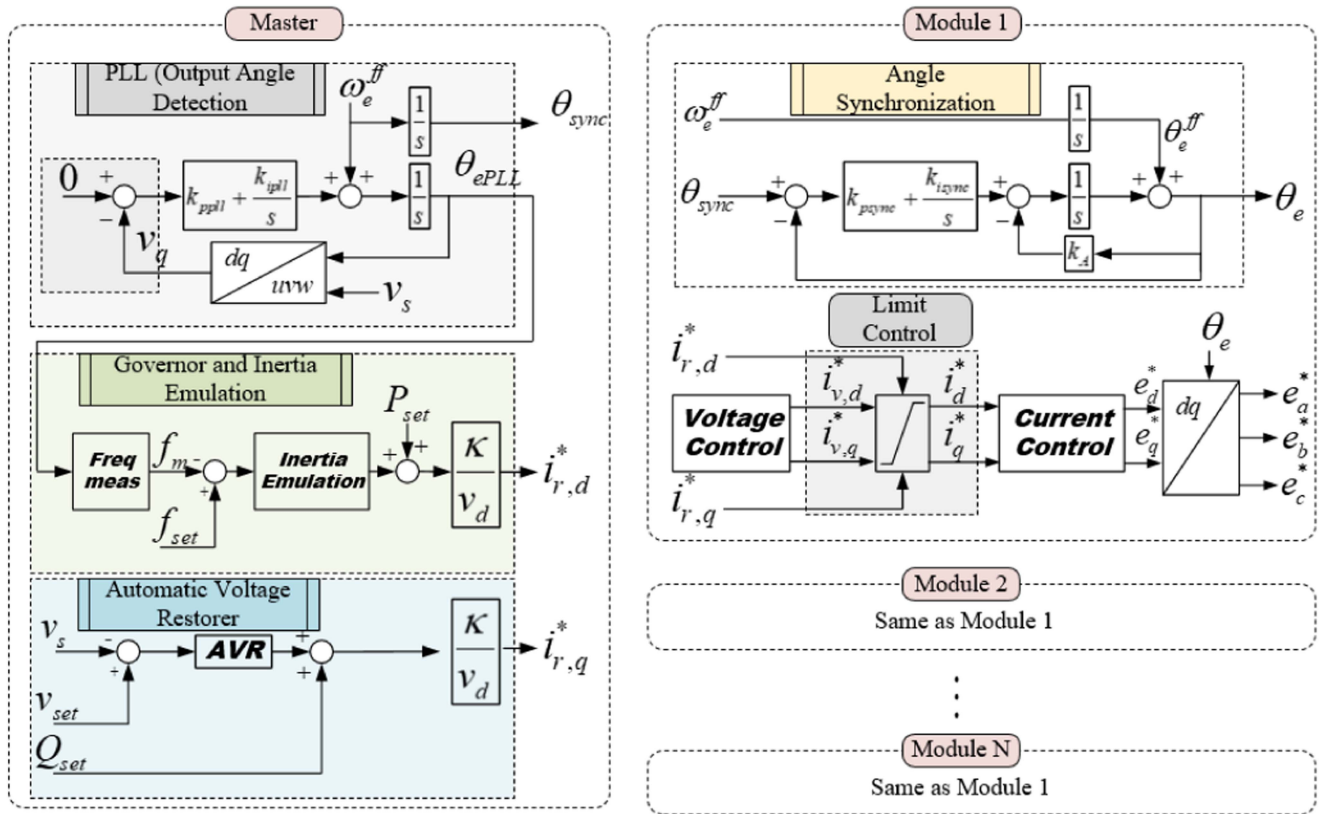 Master
PLL (Output Angle
Detection
ω_e^ff
1/s
θ_sync
0
+
−
k_ppll + k_ipll/s
+ +
1/s
θ_ePLL
v_q
dq
uvw
v_s
Governor and Inertia
Emulation
P_set
Freq
meas
f_m
-
+
f_set
Inertia
Emulation
+ +
κ/v_d
i*_r,d
Automatic Voltage
Restorer
v_s
-
+
AVR
+
+
κ/v_d
i*_r,q
v_set
Q_set
Module 1
Angle
Synchronization
ω_e^ff
1/s
θ_e^ff
θ_sync
+
−
k_psync + k_isync/s
+
−
1/s
+ +
θ_e
k_A
Limit
Control
i*_r,d
Voltage
Control
i*_v,d
i*_v,q
i*_r,q
i*_d
i*_q
Current
Control
e*_d
e*_q
θ_e
dq
e*_a
e*_b
e*_c
Module 2
Same as Module 1
Module N
Same as Module 1